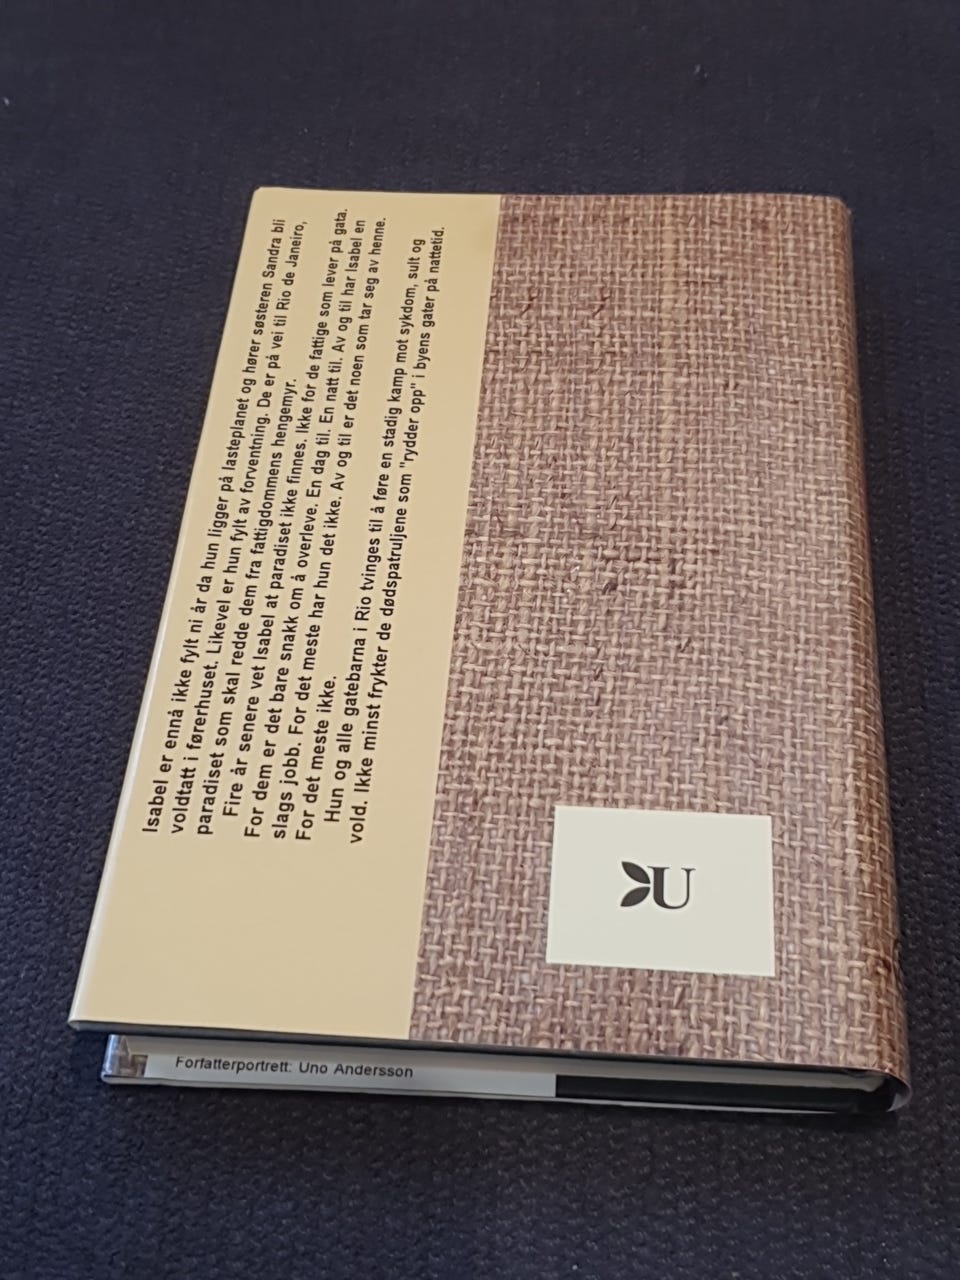 Isabel er ennå ikke fylt ni år da hun ligger på lasteplanet og hører søsteren Sandra bli
voldtatt i førerhuset. Likevel er hun fylt av forventning. De er på vei til Rio de Janeiro,
paradiset som skal redde dem fra fattigdommens hengemyr.
Fire år senere vet Isabel at paradiset ikke finnes. Ikke for de fattige som lever på gata.
For dem er det bare snakk om å overleve. En dag til. En natt til. Av og til har Isabel en
slags jobb. For det meste har hun det ikke. Av og til er det noen som tar seg av henne.
For det meste ikke.
Hun og alle gatebarna i Rio tvinges til å føre en stadig kamp mot sykdom, sult og
vold. Ikke minst frykter de dødspatruljene som "rydder opp" i byens gater på nattetid.
U
Forfatterportrett: Uno Andersson